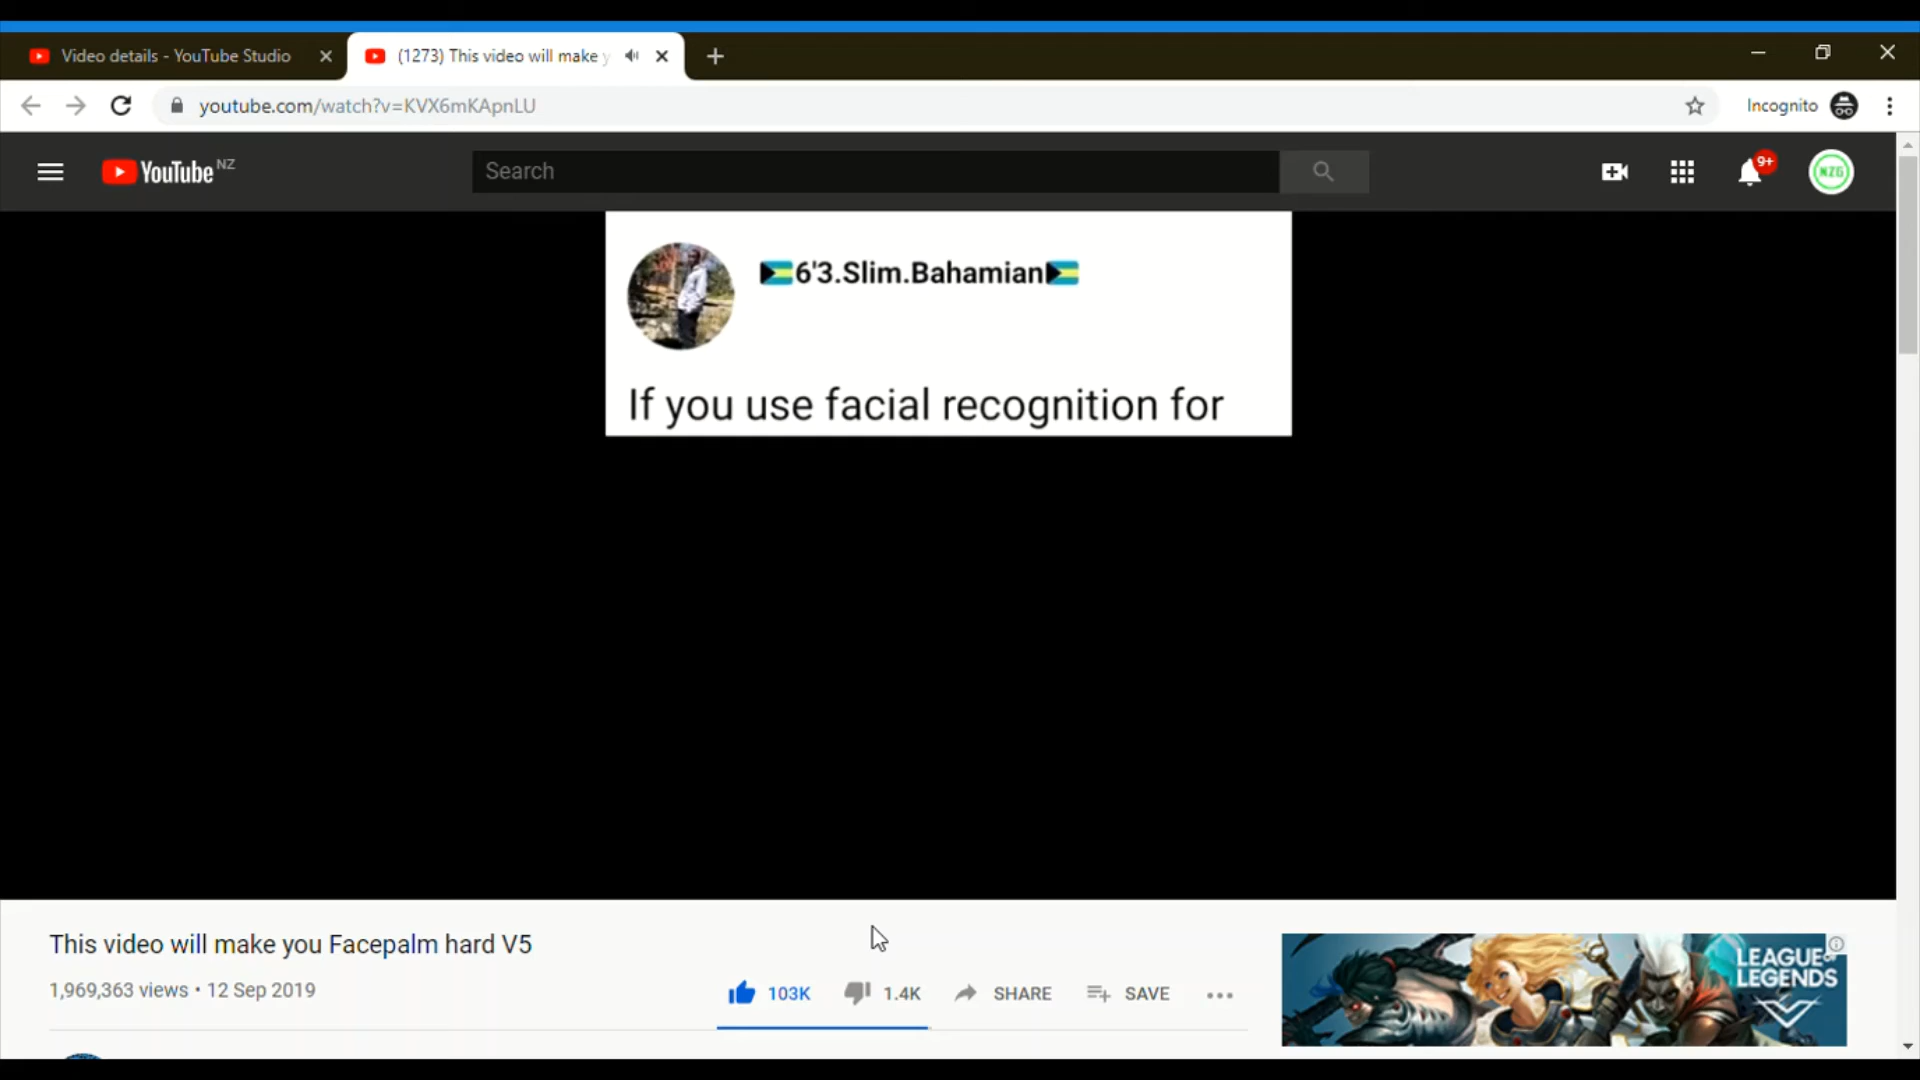 Video details - YouTube Studio
(1273) This video will make y
youtube.com/watch?v=KVX6mKApnLU
Incognito
YouTube NZ
Search
9+
NZG
🇧🇸6'3.Slim.Bahamian🇧🇸
If you use facial recognition for
This video will make you Facepalm hard V5
1,969,363 views • 12 Sep 2019
103K
1.4K
SHARE
SAVE
LEAGUE OF
LEGENDS